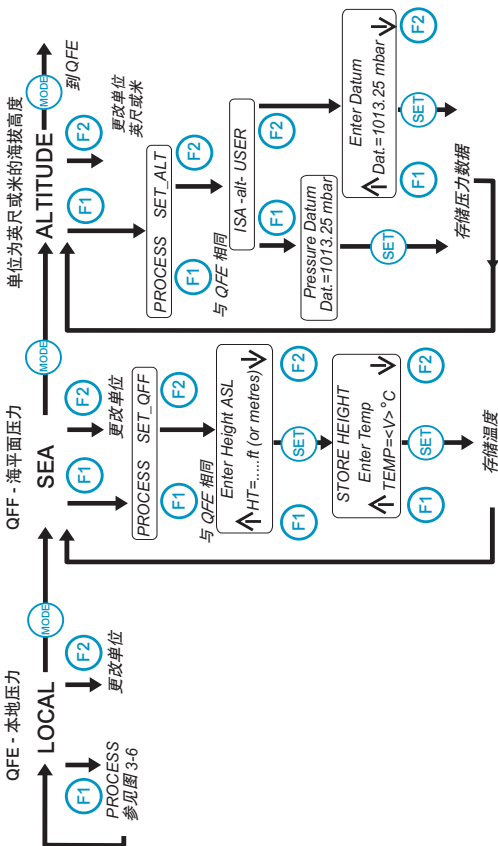 QFE - 本地压力
LOCAL
F1
PROCESS
参见图 3-6
F2
更改单位
MODE
QFF - 海平面压力
SEA
F1
F2
更改单位
PROCESS SET_QFF
F1
与 QFE 相同
F2
Enter Height ASL
HT=.....ft (or metres)
F1
SET
F2
STORE HEIGHT
Enter Temp
TEMP=<V>°C
F1
SET
F2
存储温度
MODE
单位为英尺或米的海拔高度
ALTITUDE
MODE
到 QFE
F1
F2
更改单位
英尺或米
PROCESS SET_ALT
F1
与 QFE 相同
F2
ISA -alt- USER
F1
F2
Pressure Datum
Dat.=1013.25 mbar
SET
Enter Datum
Dat.=1013.25 mbar
F1
SET
F2
存储压力数据